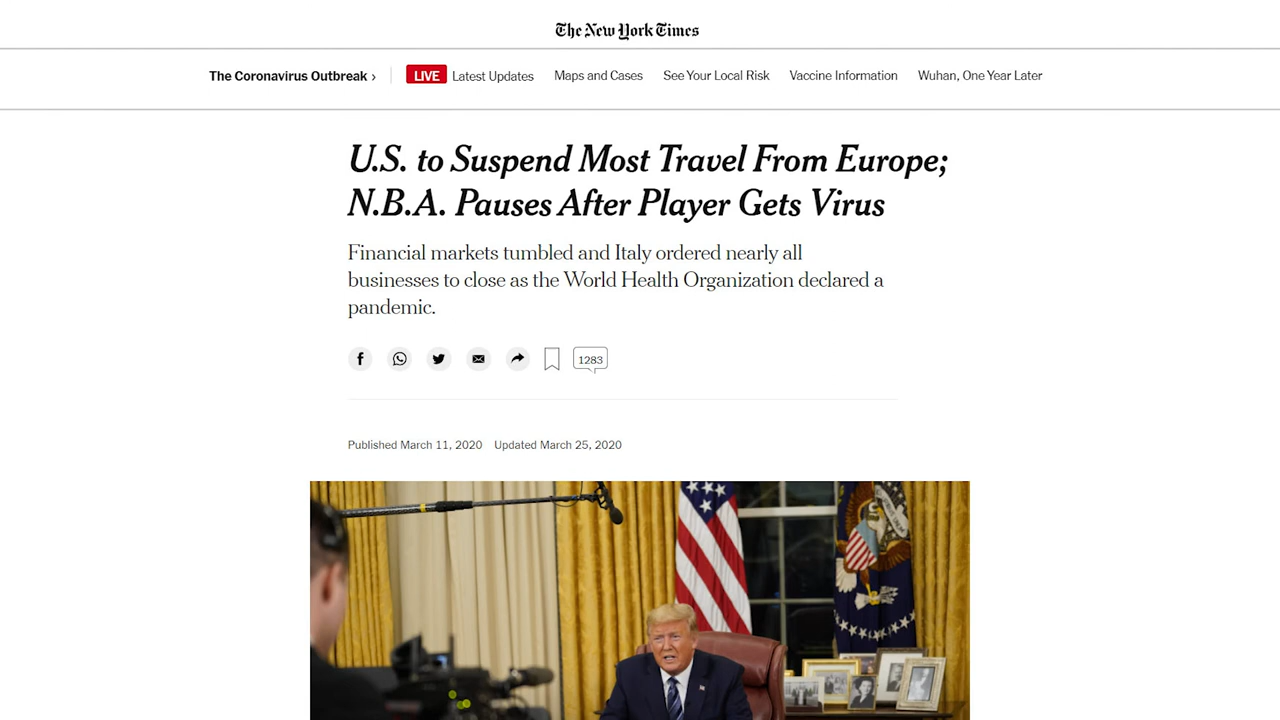 The New York Times
The Coronavirus Outbreak › LIVE Latest Updates Maps and Cases See Your Local Risk Vaccine Information Wuhan, One Year Later
U.S. to Suspend Most Travel From Europe;
N.B.A. Pauses After Player Gets Virus
Financial markets tumbled and Italy ordered nearly all
businesses to close as the World Health Organization declared a
pandemic.
1283
Published March 11, 2020 Updated March 25, 2020